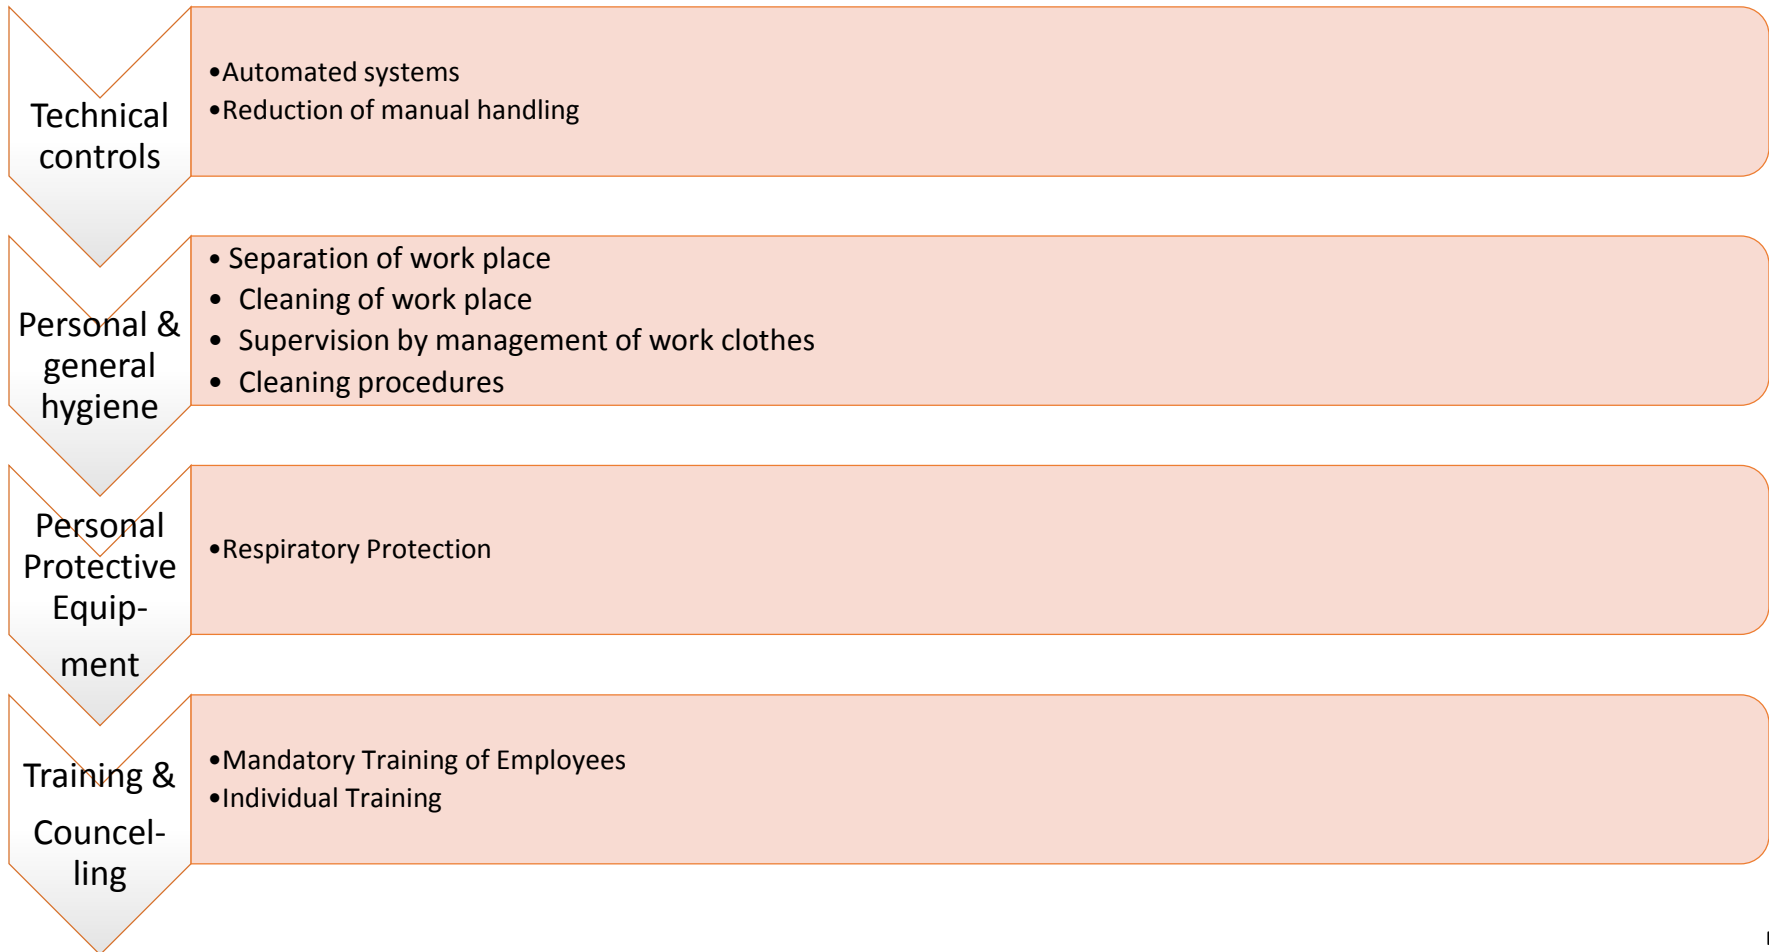 Technical
controls
•Automated systems
•Reduction of manual handling
Personal &
general
hygiene
• Separation of work place
• Cleaning of work place
• Supervision by management of work clothes
• Cleaning procedures
Personal
Protective
Equip-
ment
•Respiratory Protection
Training &
Councel-
ling
•Mandatory Training of Employees
•Individual Training